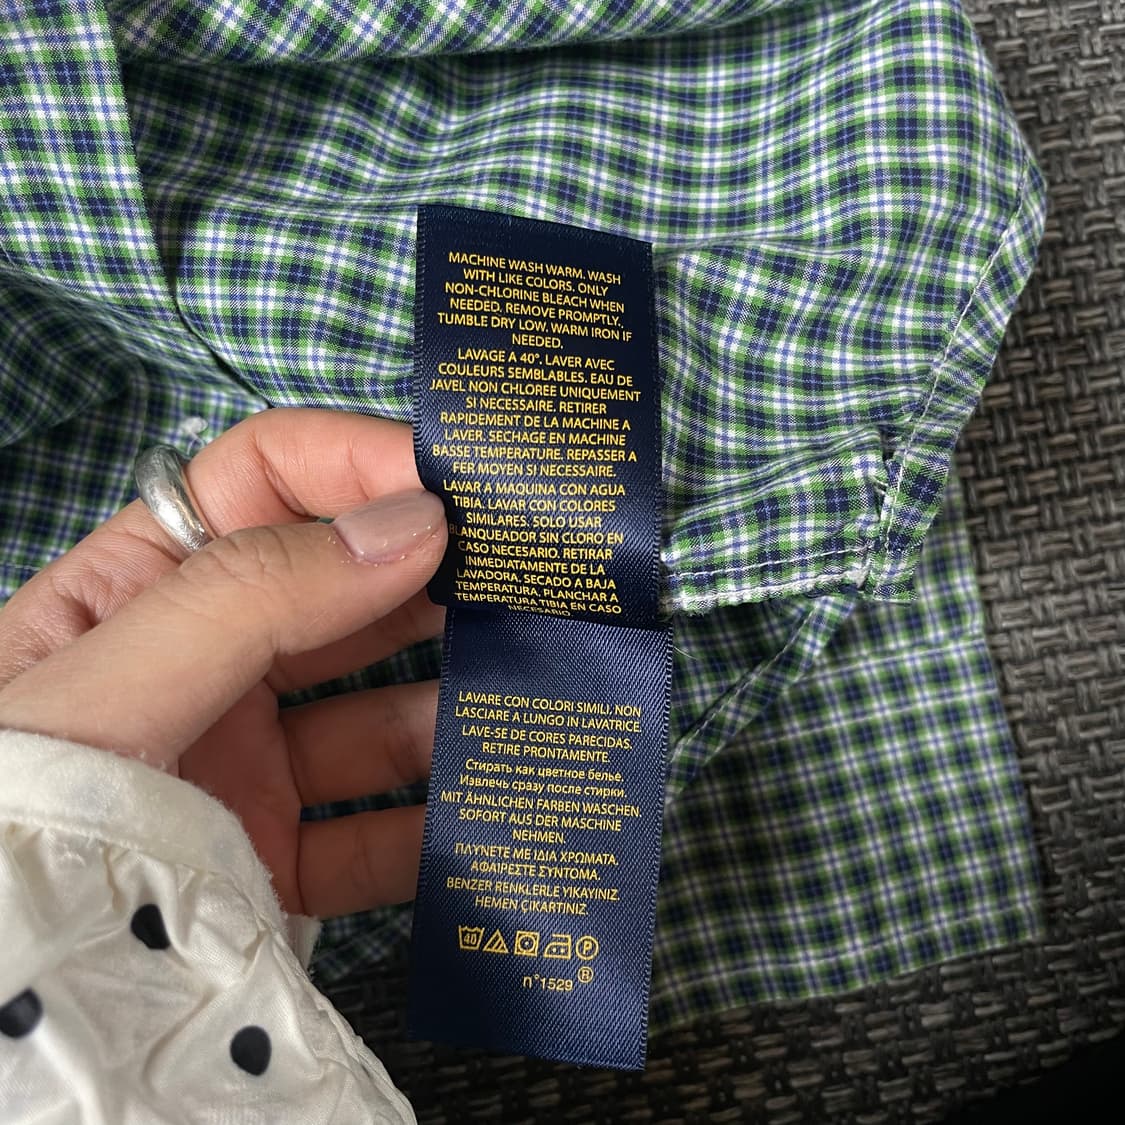 MACHINE WASH WARM. WASH
WITH LIKE COLORS. ONLY
NON-CHLORINE BLEACH WHEN
NEEDED. REMOVE PROMPTLY.
TUMBLE DRY LOW. WARM IRON IF
NEEDED.
LAVAGE A 40°. LAVER AVEC
COULEURS SEMBLABLES. EAU DE
JAVEL NON CHLOREE UNIQUEMENT
SI NECESSAIRE. RETIRER
RAPIDEMENT DE LA MACHINE A
LAVER. SECHAGE EN MACHINE
BASSE TEMPERATURE. REPASSER A
FER MOYEN SI NECESSAIRE.
LAVAR A MAQUINA CON AGUA
TIBIA. LAVAR CON COLORES
SIMILARES. SOLO USAR
BLANQUEADOR SIN CLORO EN
CASO NECESARIO. RETIRAR
INMEDIATAMENTE DE LA
LAVADORA. SECADO A BAJA
TEMPERATURA. PLANCHAR A
TEMPERATURA TIBIA EN CASO
NECESARIO.
LAVARE CON COLORI SIMILI. NON
LASCIARE A LUNGO IN LAVATRICE.
LAVE-SE DE CORES PARECIDAS.
RETIRE PRONTAMENTE.
Стирать как цветное белье.
Извлечь сразу после стирки.
MIT ÄHNLICHEN FARBEN WASCHEN.
SOFORT AUS DER MASCHINE
NEHMEN.
ΠΛΥΝΕΤΕ ΜΕ ΙΔΙΑ ΧΡΩΜΑΤΑ.
ΑΦΑΙΡΕΣΤΕ ΣΥΝΤΟΜΑ.
BENZER RENKLERLE YIKAYINIZ.
HEMEN ÇIKARTINIZ.
40 P
n°1529 ®